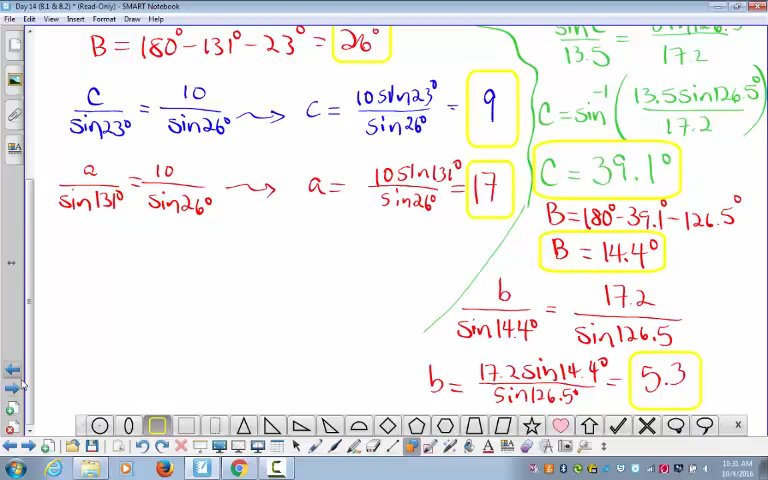 Day 14 (8.1 & 8.2) * (Read-Only) - SMART Notebook
File Edit View Insert Format Tools Draw Help
B = 180° - 131° - 23° = 26°
c/sin23° = 10/sin26° → c = 10sin23°/sin26° = 9
a/sin131° = 10/sin26° → a = 10sin131°/sin26° = 17
13.5 17.2
C = sin⁻¹(13.5sin126.5°/17.2)
C = 39.1°
B = 180° - 39.1° - 126.5°
B = 14.4°
b/sin14.4° = 17.2/sin126.5
b = 17.2sin14.4°/sin126.5° = 5.3
10:31 AM
10/4/2016